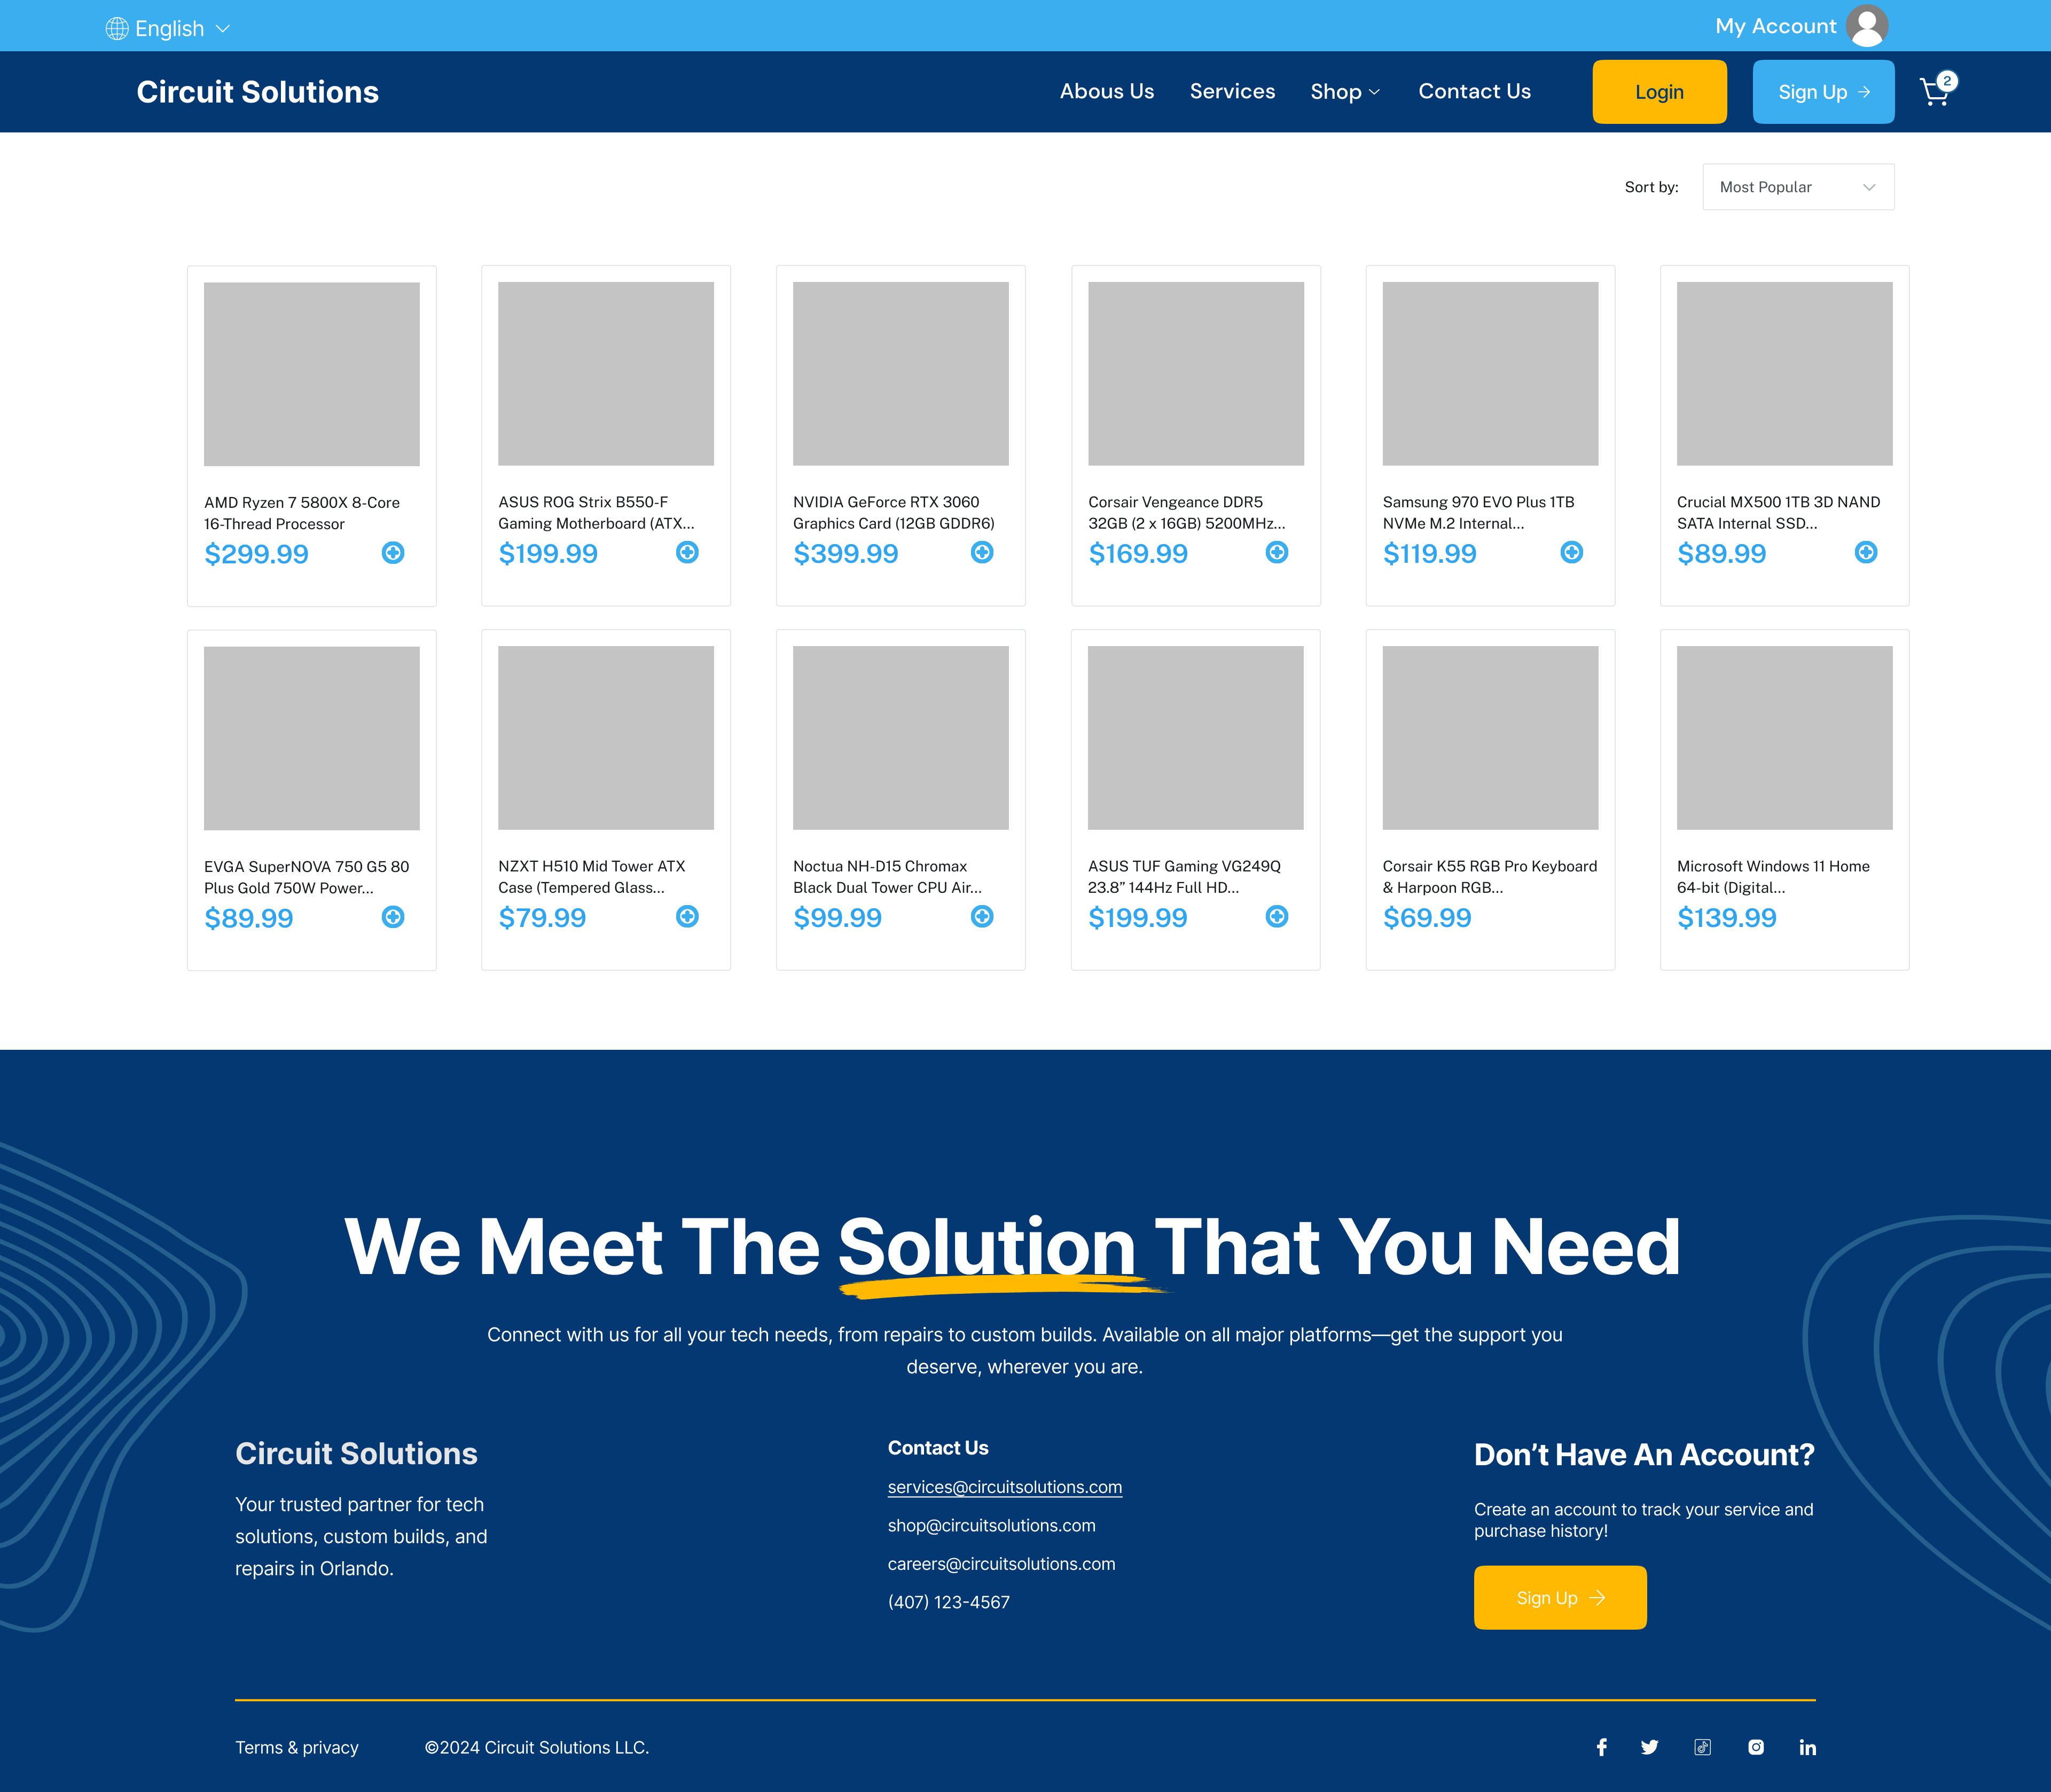 English
My Account
Circuit Solutions
Abous Us
Services
Shop
Contact Us
Login
Sign Up
2
Sort by:
Most Popular
AMD Ryzen 7 5800X 8-Core
16-Thread Processor
$299.99
ASUS ROG Strix B550-F
Gaming Motherboard (ATX...
$199.99
NVIDIA GeForce RTX 3060
Graphics Card (12GB GDDR6)
$399.99
Corsair Vengeance DDR5
32GB (2 x 16GB) 5200MHz...
$169.99
Samsung 970 EVO Plus 1TB
NVMe M.2 Internal...
$119.99
Crucial MX500 1TB 3D NAND
SATA Internal SSD...
$89.99
EVGA SuperNOVA 750 G5 80
Plus Gold 750W Power...
$89.99
NZXT H510 Mid Tower ATX
Case (Tempered Glass...
$79.99
Noctua NH-D15 Chromax
Black Dual Tower CPU Air...
$99.99
ASUS TUF Gaming VG249Q
23.8” 144Hz Full HD...
$199.99
Corsair K55 RGB Pro Keyboard
& Harpoon RGB...
$69.99
Microsoft Windows 11 Home
64-bit (Digital...
$139.99
We Meet The Solution That You Need
Connect with us for all your tech needs, from repairs to custom builds. Available on all major platforms—get the support you
deserve, wherever you are.
Circuit Solutions
Your trusted partner for tech
solutions, custom builds, and
repairs in Orlando.
Contact Us
services@circuitsolutions.com
shop@circuitsolutions.com
careers@circuitsolutions.com
(407) 123-4567
Don’t Have An Account?
Create an account to track your service and
purchase history!
Sign Up
Terms & privacy
©2024 Circuit Solutions LLC.